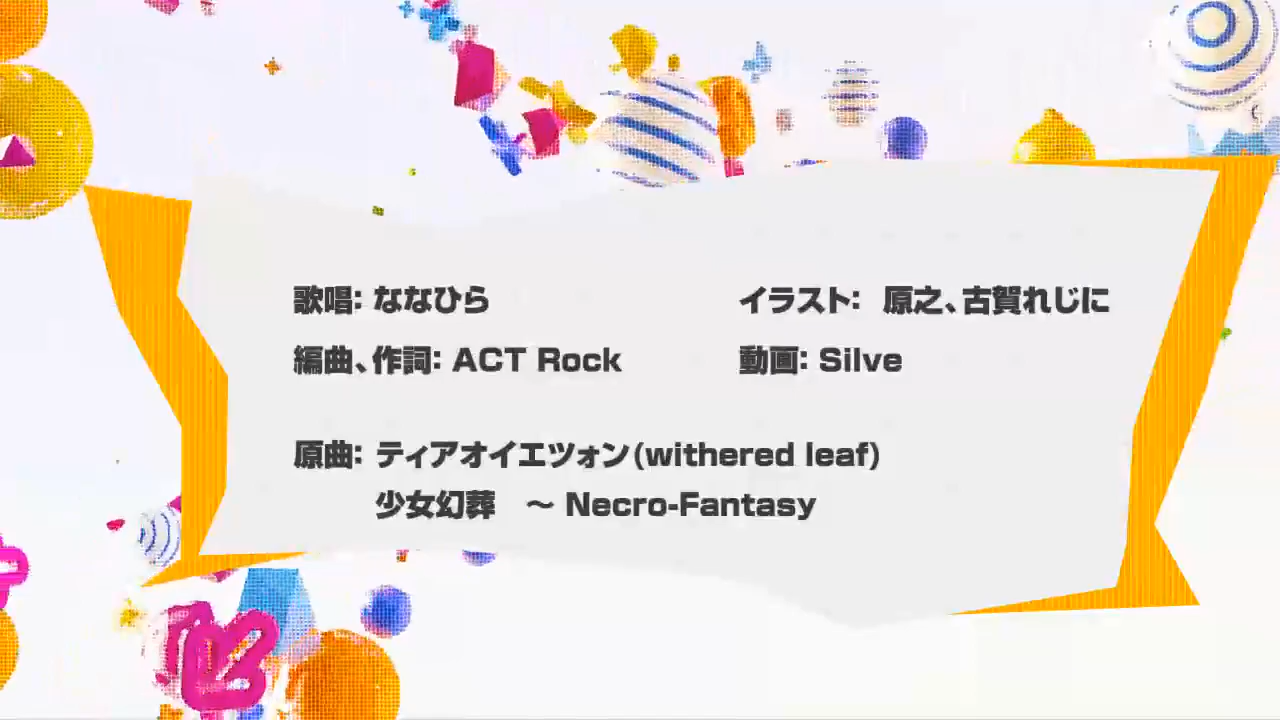 歌唱: ななひら
イラスト: 原之、古賀れじに
編曲、作詞: ACT Rock
動画: Silve
原曲: ティアオイエツォン(withered leaf)
少女幻葬 ～ Necro-Fantasy